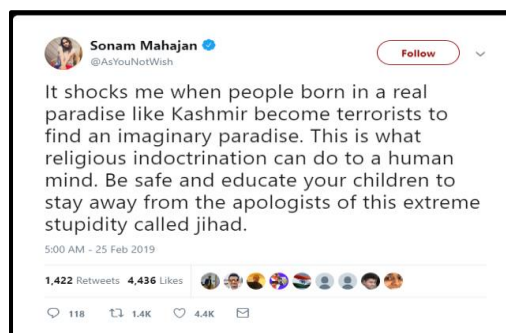 Sonam Mahajan
@AsYouNotWish
Follow
It shocks me when people born in a real
paradise like Kashmir become terrorists to
find an imaginary paradise. This is what
religious indoctrination can do to a human
mind. Be safe and educate your children to
stay away from the apologists of this extreme
stupidity called jihad.
5:00 AM - 25 Feb 2019
1,422 Retweets 4,436 Likes
118 1.4K 4.4K